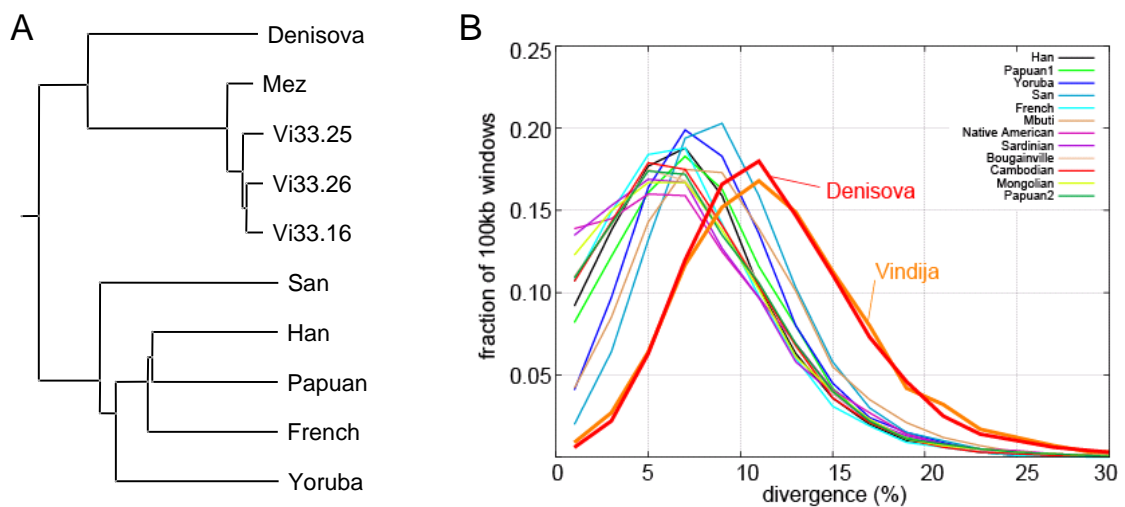 A
Denisova
Mez
Vi33.25
Vi33.26
Vi33.16
San
Han
Papuan
French
Yoruba
B
fraction of 100kb windows
0.25
0.20
0.15
0.10
0.05
0
5
10
15
20
25
30
divergence (%)
Han
Papuan1
Yoruba
San
French
Mbuti
Native American
Sardinian
Bougainville
Cambodian
Mongolian
Papuan2
Denisova
Vindija